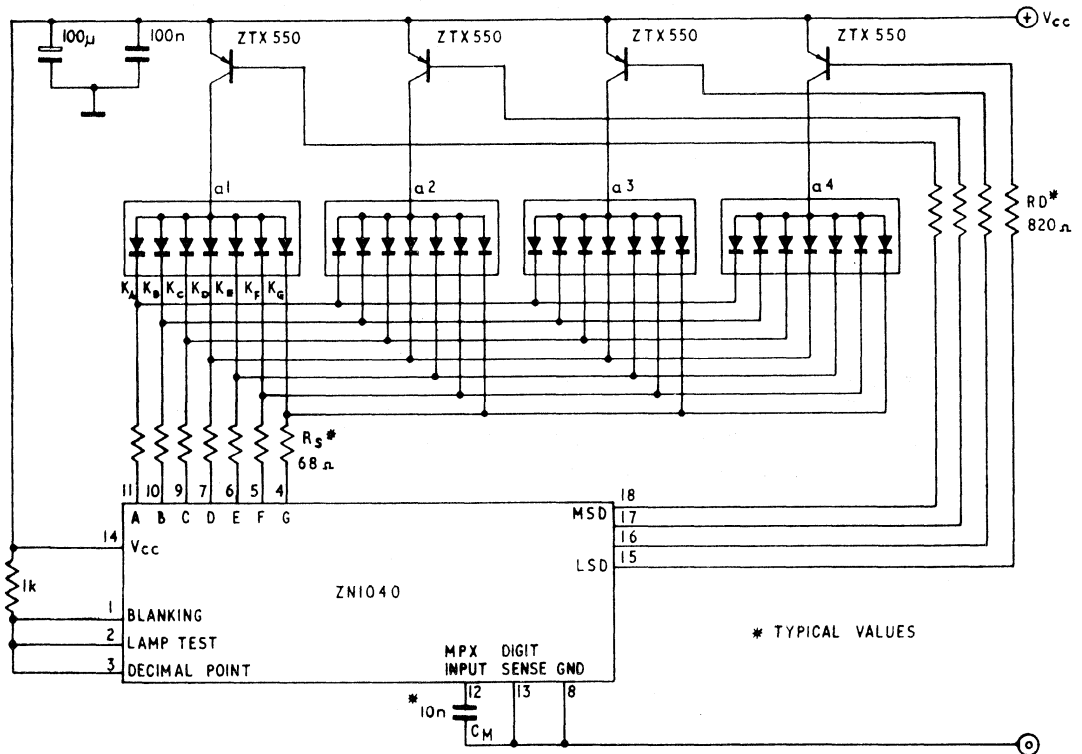 100μ
100n
ZTX 550
ZTX 550
ZTX 550
ZTX 550
+ Vcc
a1
a2
a3
a4
RD*
820Ω
KA KB KC KD KE KF KG
RS*
68Ω
11 10 9 7 6 5 4
A B C D E F G
18
MSD
17
16
15
LSD
14
Vcc
1k
ZN1040
1 BLANKING
2 LAMP TEST
3 DECIMAL POINT
* TYPICAL VALUES
MPX DIGIT
INPUT SENSE GND
12 13 8
* 10n
CM